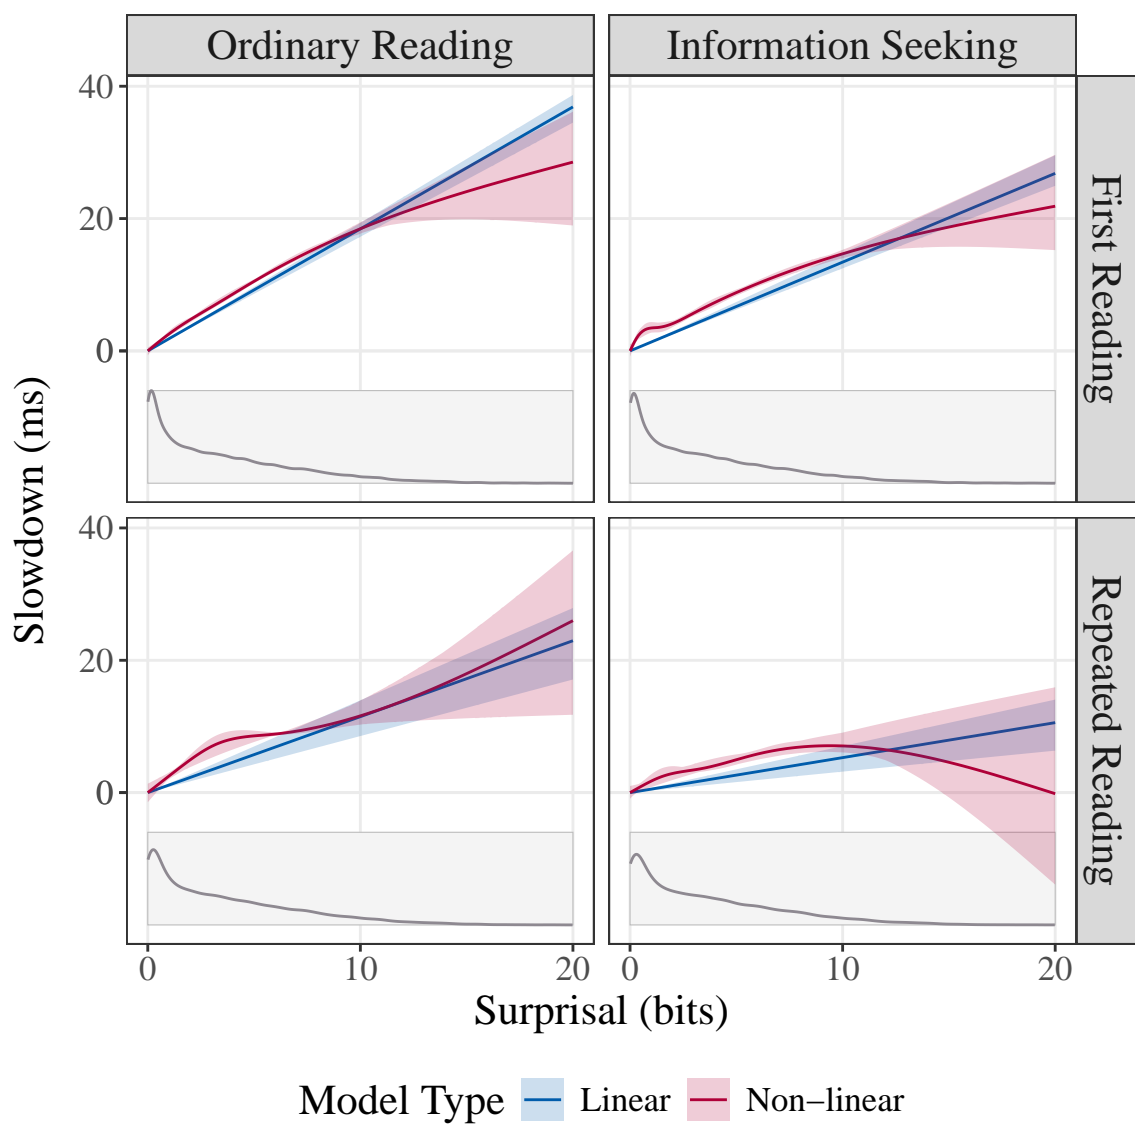 Ordinary Reading
Information Seeking
40
20
0
First Reading
Slowdown (ms)
40
20
0
Repeated Reading
0
10
20
0
10
20
Surprisal (bits)
Model Type
Linear
Non−linear